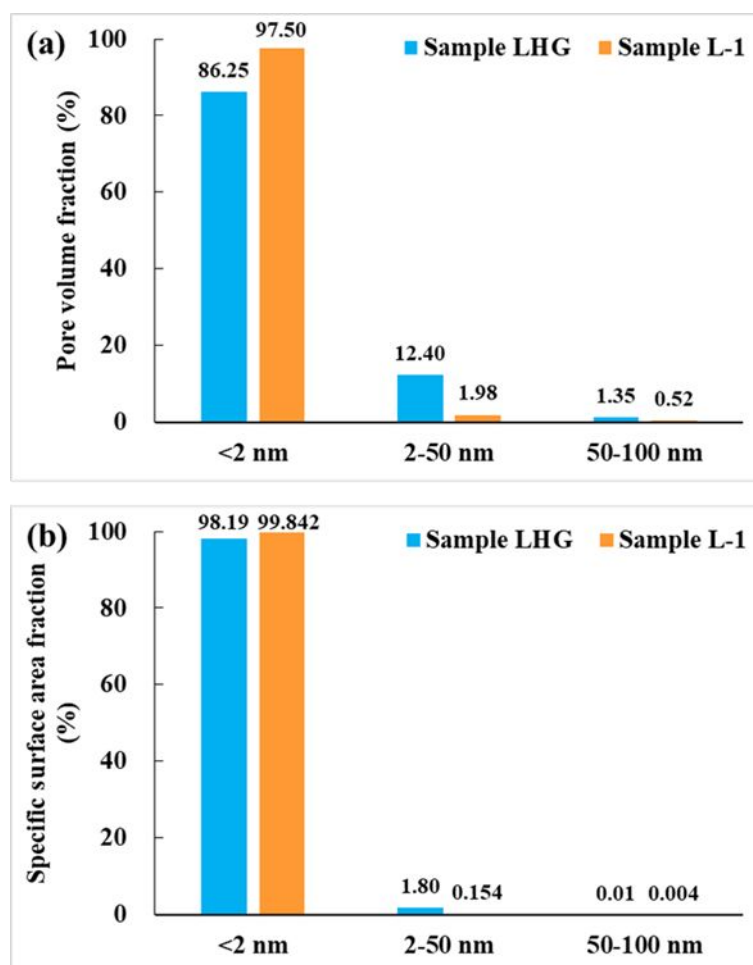 (a)
Sample LHG
Sample L-1
Pore volume fraction (%)
100
80
60
40
20
0
86.25
97.50
12.40
1.98
1.35
0.52
<2 nm
2-50 nm
50-100 nm
(b)
Sample LHG
Sample L-1
Specific surface area fraction
(%)
100
80
60
40
20
0
98.19
99.842
1.80
0.154
0.01
0.004
<2 nm
2-50 nm
50-100 nm